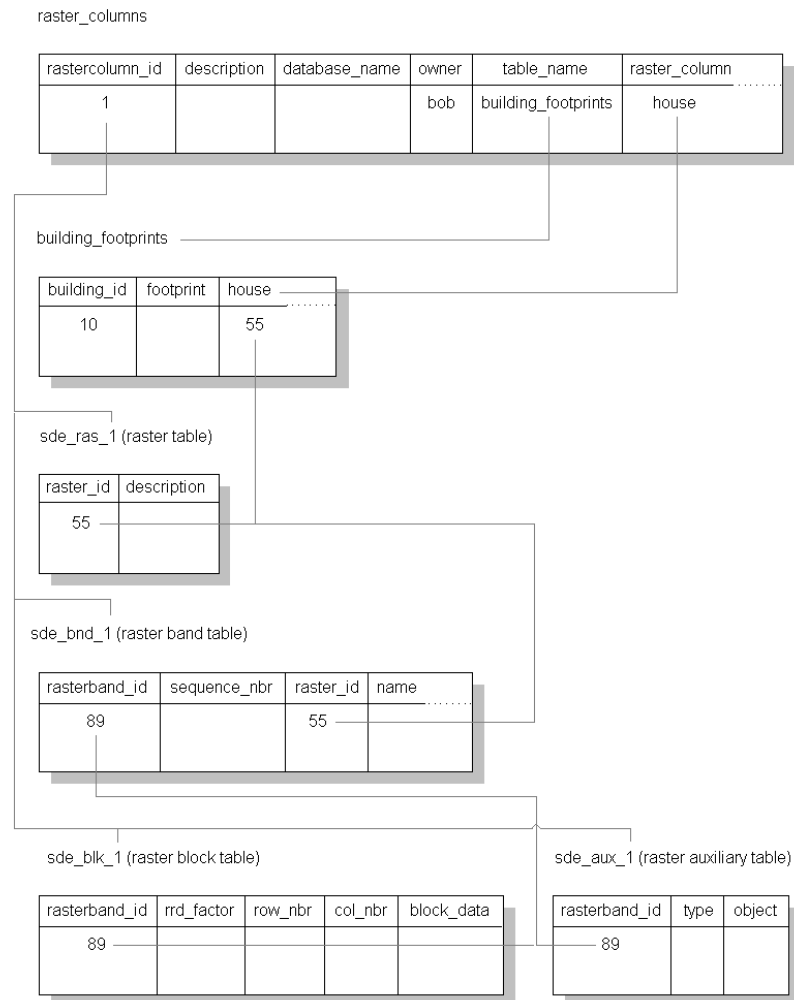 raster_columns
rastercolumn_id description database_name owner table_name raster_column
1 bob building_footprints house
building_footprints
building_id footprint house
10 55
sde_ras_1 (raster table)
raster_id description
55
sde_bnd_1 (raster band table)
rasterband_id sequence_nbr raster_id name
89 55
sde_blk_1 (raster block table) sde_aux_1 (raster auxiliary table)
rasterband_id rrd_factor row_nbr col_nbr block_data rasterband_id type object
89 89